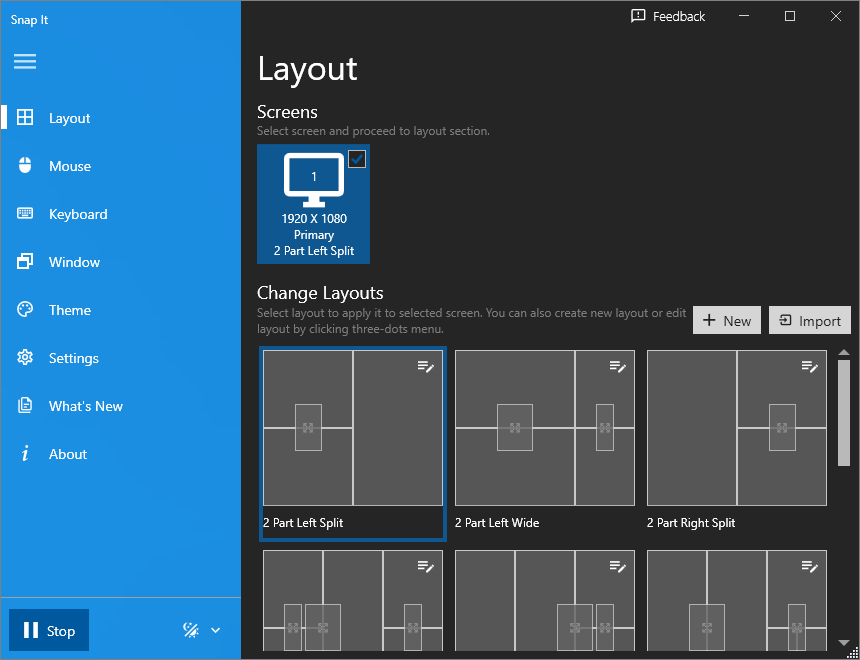 Snap It
Feedback
Layout
Mouse
Keyboard
Window
Theme
Settings
What's New
About
Stop
Layout
Screens
Select screen and proceed to layout section.
1
1920 X 1080
Primary
2 Part Left Split
Change Layouts
Select layout to apply it to selected screen. You can also create new layout or edit
layout by clicking three-dots menu.
New
Import
2 Part Left Split
2 Part Left Wide
2 Part Right Split